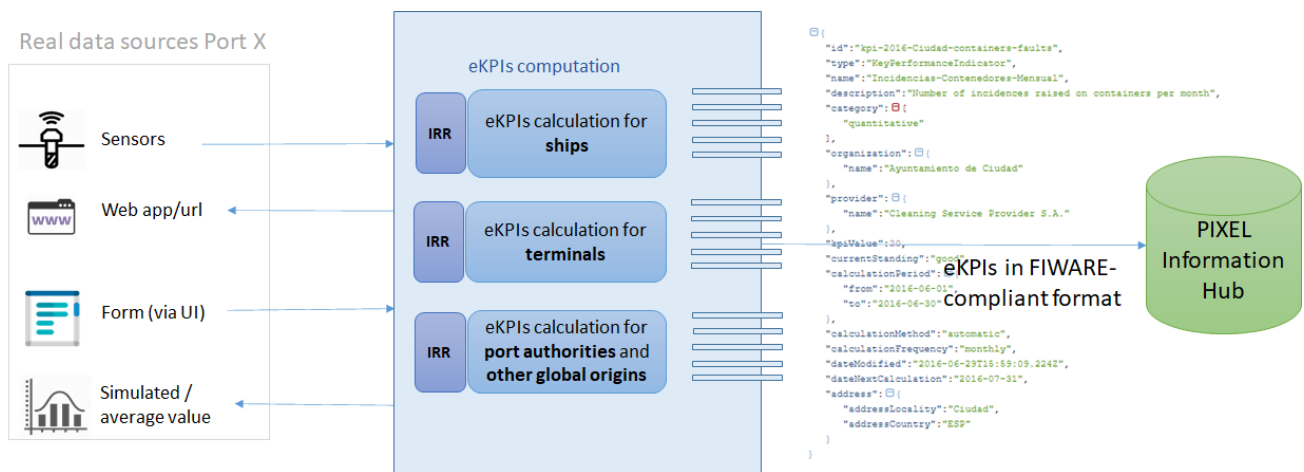 Real data sources Port X
Sensors
WWW
Web app/url
Form (via UI)
Simulated /
average value
eKPIs computation
IRR
eKPIs calculation for
ships
IRR
eKPIs calculation for
terminals
IRR
eKPIs calculation for
port authorities and
other global origins
{
"id":"kpi-2016-Ciudad-containers-faults",
"type":"KeyPerformanceIndicator",
"name":"Incidencias-Contenedores-Mensual",
"description":"Number of incidences raised on containers per month",
"category":[
"quantitative"
],
"organization":{
"name":"Ayuntamiento de Ciudad"
},
"provider":{
"name":"Cleaning Service Provider S.A."
},
"kpiValue":20,
"currentStanding":"good",
"calculationPeriod":{
"from":"2016-06-01",
"to":"2016-06-30"
},
"calculationMethod":"automatic",
"calculationFrequency":"monthly",
"dateModified":"2016-06-29T15:59:09.224Z",
"dateNextCalculation":"2016-07-31",
"address":{
"addressLocality":"Ciudad",
"addressCountry":"ESP"
}
}
eKPIs in FIWARE-
compliant format
PIXEL
Information
Hub